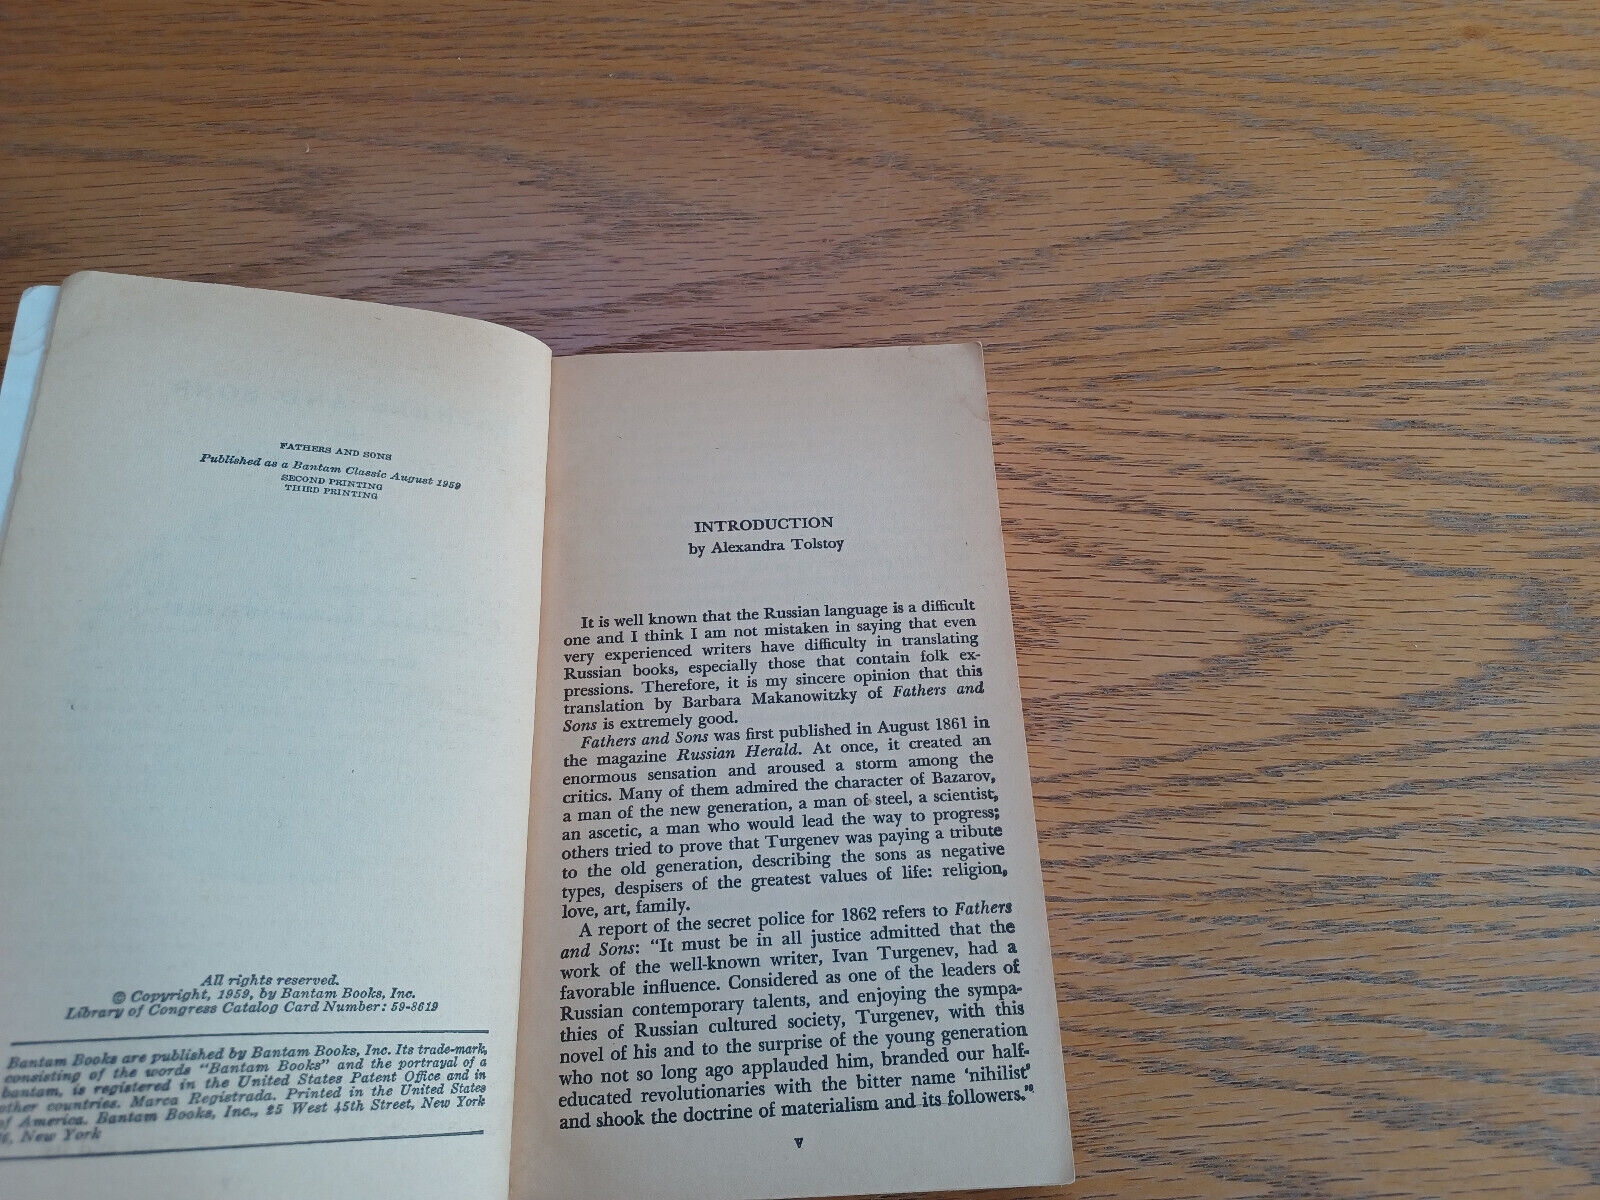 FATHERS AND SONS
Published as a Bantam Classic August 1959
SECOND PRINTING
THIRD PRINTING
All rights reserved.
© Copyright, 1959, by Bantam Books, Inc.
Library of Congress Catalog Card Number: 59-8619
Bantam Books are published by Bantam Books, Inc. Its trade-mark,
consisting of the words "Bantam Books" and the portrayal of a
bantam, is registered in the United States Patent Office and in
other countries. Marca Registrada. Printed in the United States
of America. Bantam Books, Inc., 25 West 45th Street, New York
36, New York
INTRODUCTION
by Alexandra Tolstoy
It is well known that the Russian language is a difficult
one and I think I am not mistaken in saying that even
very experienced writers have difficulty in translating
Russian books, especially those that contain folk ex-
pressions. Therefore, it is my sincere opinion that this
translation by Barbara Makanowitzky of Fathers and
Sons is extremely good.
Fathers and Sons was first published in August 1861 in
the magazine Russian Herald. At once, it created an
enormous sensation and aroused a storm among the
critics. Many of them admired the character of Bazarov,
a man of the new generation, a man of steel, a scientist,
an ascetic, a man who would lead the way to progress;
others tried to prove that Turgenev was paying a tribute
to the old generation, describing the sons as negative
types, despisers of the greatest values of life: religion,
love, art, family.
A report of the secret police for 1862 refers to Fathers
and Sons: "It must be in all justice admitted that the
work of the well-known writer, Ivan Turgenev, had a
favorable influence. Considered as one of the leaders of
Russian contemporary talents, and enjoying the sympa-
thies of Russian cultured society, Turgenev, with this
novel of his and to the surprise of the young generation
who not so long ago applauded him, branded our half-
educated revolutionaries with the bitter name 'nihilist'
and shook the doctrine of materialism and its followers."
v